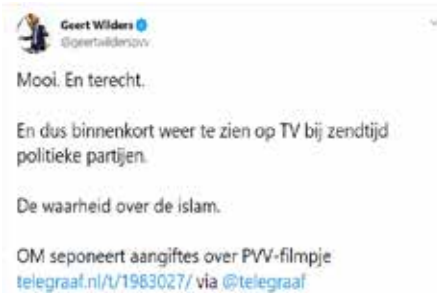 Geert Wilders
@geertwilderspvv
Mooi. En terecht.
En dus binnenkort weer te zien op TV bij zendtijd
politieke partijen.
De waarheid over de islam.
OM seponeert aangiftes over PVV-filmpje
telegraaf.nl/t/1983027/ via @telegraaf